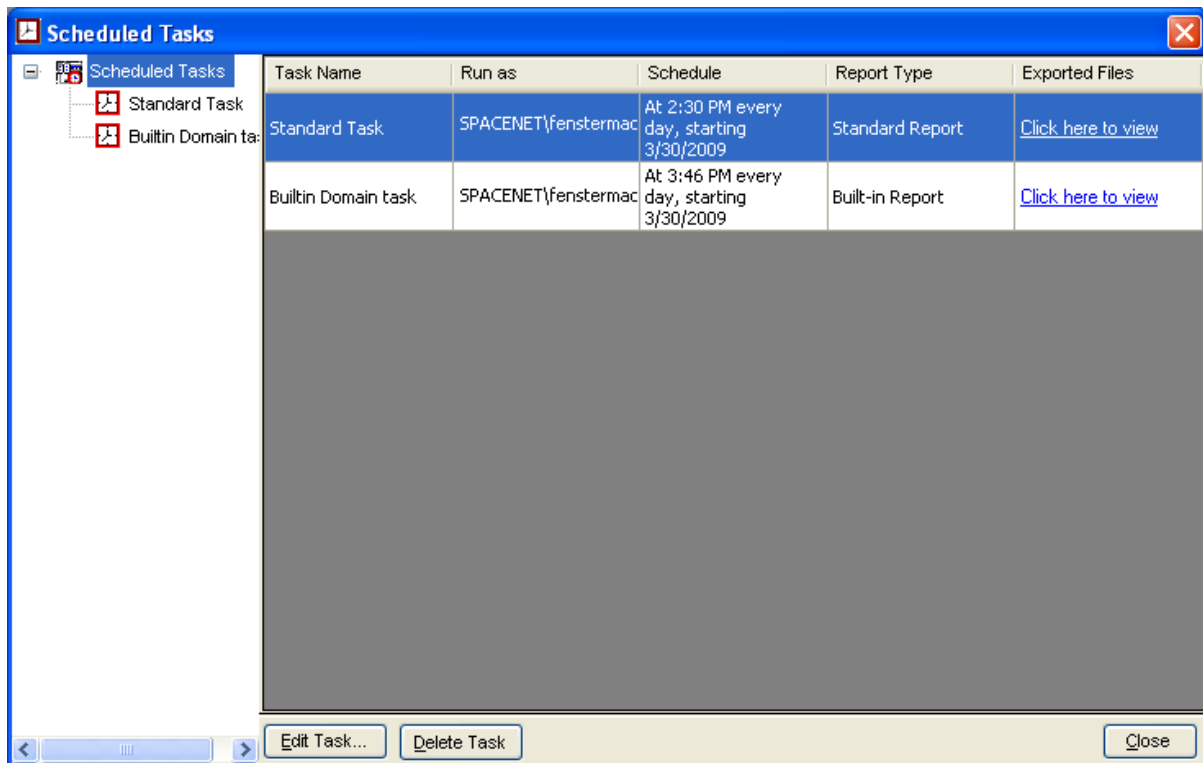 Scheduled Tasks
Scheduled Tasks
Standard Task
Builtin Domain ta
Task Name Run as Schedule Report Type Exported Files
Standard Task SPACENET\fenstermac At 2:30 PM every day, starting 3/30/2009 Standard Report Click here to view
Builtin Domain task SPACENET\fenstermac At 3:46 PM every day, starting 3/30/2009 Built-in Report Click here to view
Edit Task... Delete Task Close